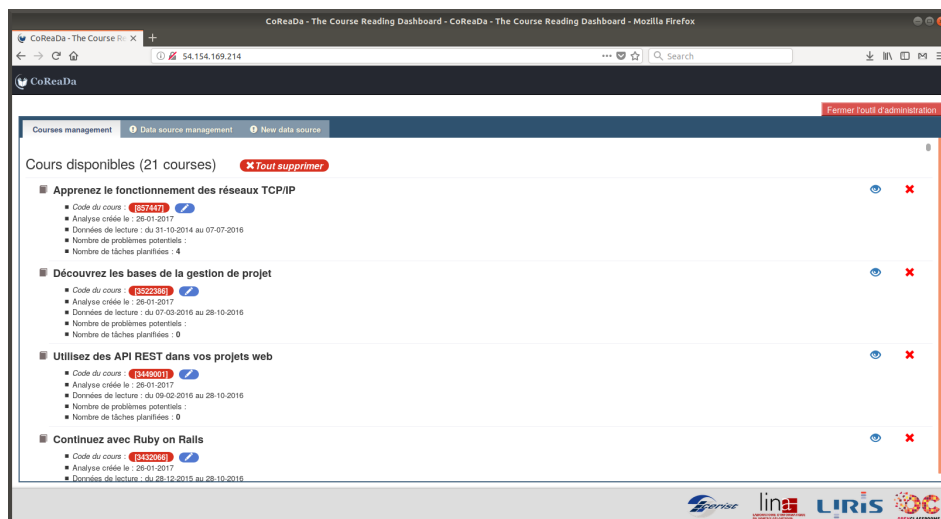 CoReaDa - The Course Reading Dashboard - CoReaDa - The Course Reading Dashboard - Mozilla Firefox
CoReaDa - The Course Re
54.154.169.214
Search
CoReaDa
Fermer l'outil d'administration
Courses management
Data source management
New data source
Cours disponibles (21 courses)
Tout supprimer
Apprenez le fonctionnement des réseaux TCP/IP
Code du cours : [857447]
Analyse créée le : 26-01-2017
Données de lecture : du 31-10-2014 au 07-07-2016
Nombre de problèmes potentiels :
Nombre de tâches planifiées : 4
Découvrez les bases de la gestion de projet
Code du cours : [3522386]
Analyse créée le : 26-01-2017
Données de lecture : du 07-03-2016 au 28-10-2016
Nombre de problèmes potentiels :
Nombre de tâches planifiées : 0
Utilisez des API REST dans vos projets web
Code du cours : [3449001]
Analyse créée le : 26-01-2017
Données de lecture : du 09-02-2016 au 28-10-2016
Nombre de problèmes potentiels :
Nombre de tâches planifiées : 0
Continuez avec Ruby on Rails
Code du cours : [3432066]
Analyse créée le : 26-01-2017
Données de lecture : du 28-12-2015 au 28-10-2016
cerist
lina
LIRIS
OC
OPENCLASSROOMS